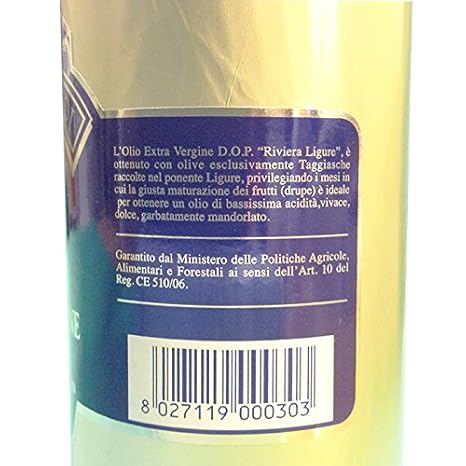 L'Olio Extra Vergine D.O.P. "Riviera Ligure", è
ottenuto con olive esclusivamente Taggiasche
raccolte nel ponente Ligure, privilegiando i mesi in
cui la giusta maturazione dei frutti (drupe) è ideale
per ottenere un olio di bassissima acidità,vivace,
dolce, garbatamente mandorlato.
Garantito dal Ministero delle Politiche Agricole,
Alimentari e Forestali ai sensi dell'Art. 10 del
Reg. CE 510/06.
8 027119 000303